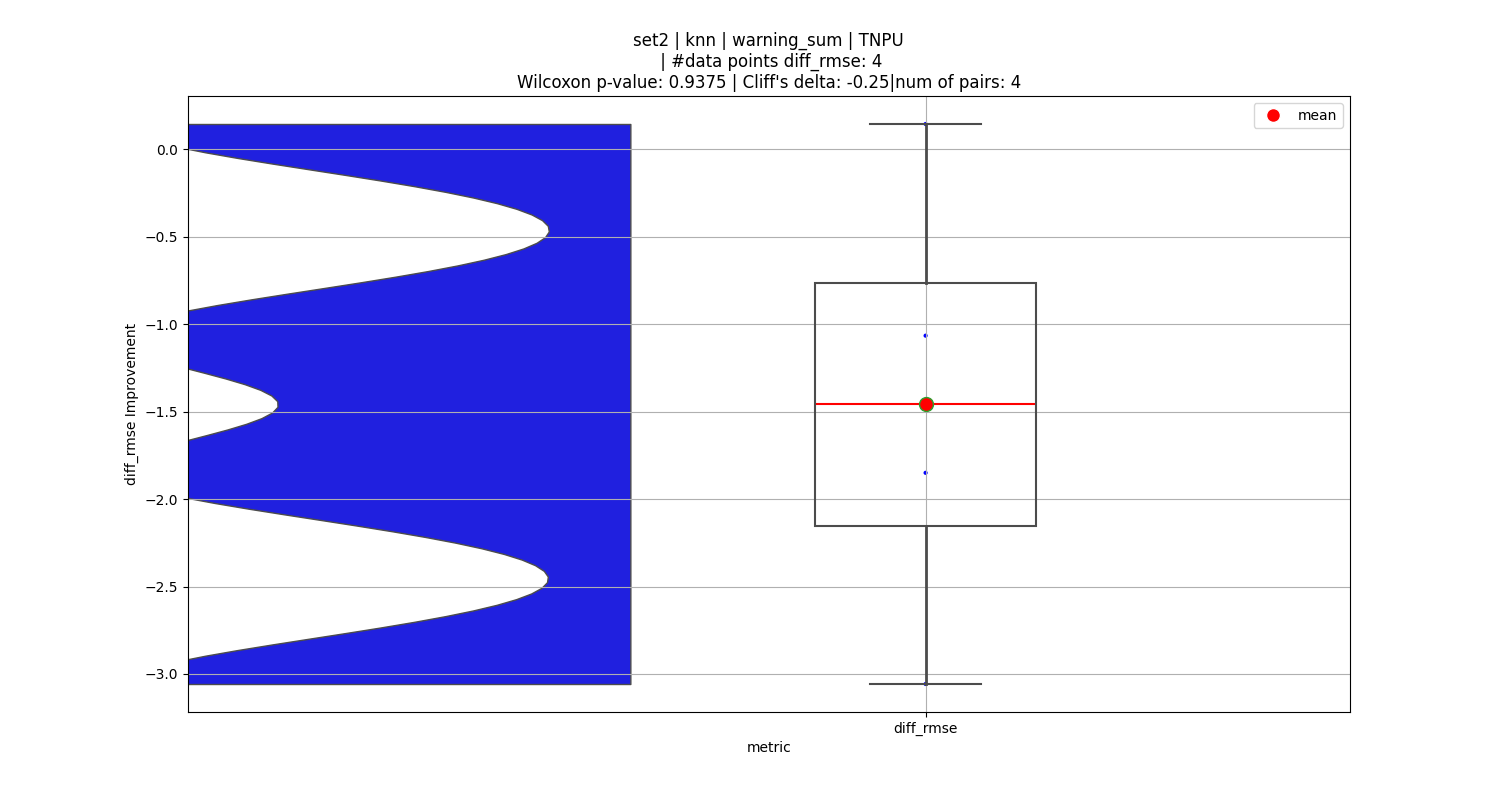 set2 | knn | warning_sum | TNPU
| #data points diff_rmse: 4
Wilcoxon p-value: 0.9375 | Cliff's delta: -0.25|num of pairs: 4
mean
0.0
−0.5
−1.0
−1.5
−2.0
−2.5
−3.0
diff_rmse Improvement
diff_rmse
metric